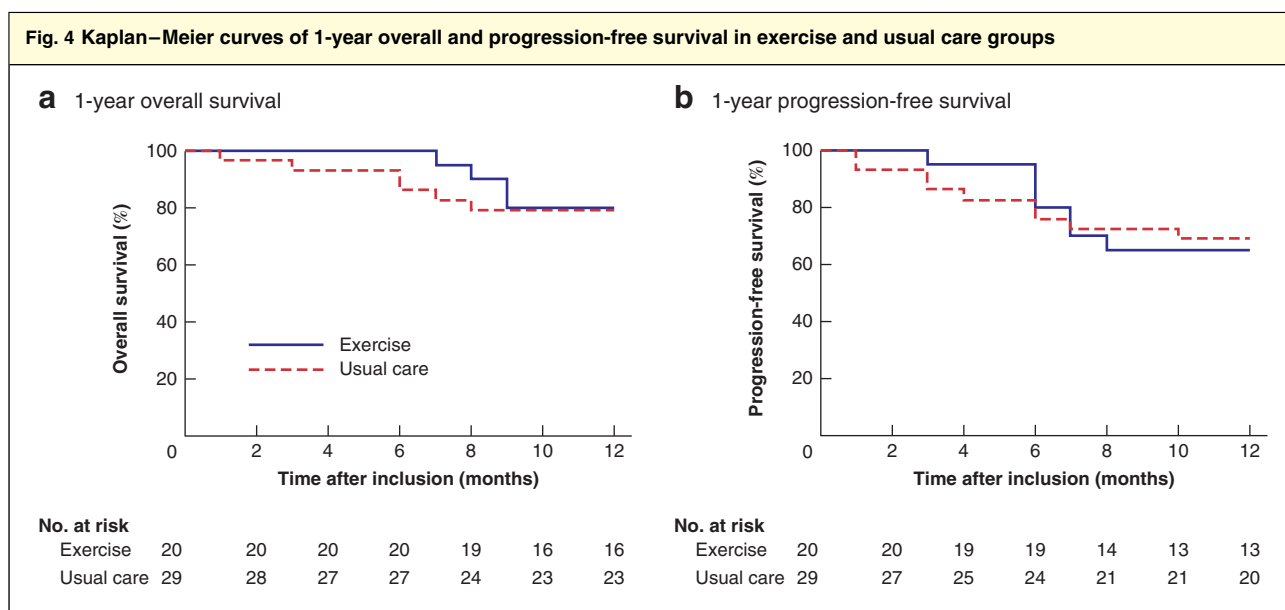 Fig. 4 Kaplan–Meier curves of 1-year overall and progression-free survival in exercise and usual care groups
a 1-year overall survival
100
80
60
40
20
0
Overall survival (%)
Exercise
Usual care
2 4 6 8 10 12
Time after inclusion (months)
No. at risk
Exercise 20 20 20 20 19 16 16
Usual care 29 28 27 27 24 23 23
b 1-year progression-free survival
100
80
60
40
20
0
Progression-free survival (%)
2 4 6 8 10 12
Time after inclusion (months)
No. at risk
Exercise 20 20 19 19 14 13 13
Usual care 29 27 25 24 21 21 20